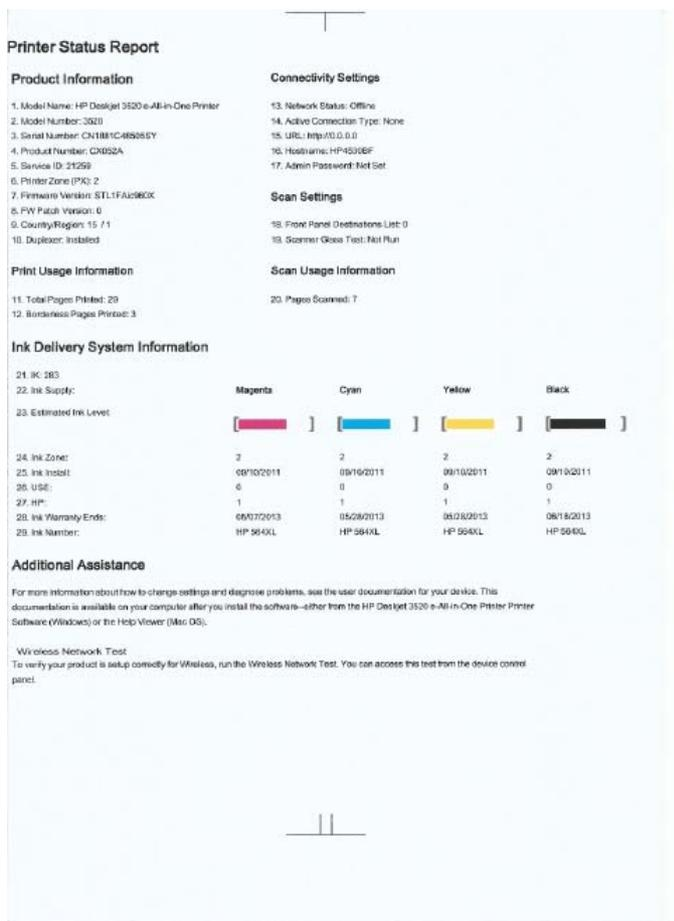 Printer Status Report
Product Information
1. Model Name: HP Deskjet 3520 e-All-in-One Printer
2. Model Number: 3520
3. Serial Number:
4. Product Number: CX052A
5. Service ID: 21259
6. Printer Zone (PX): 2
7. Firmware Version:
8. FW Patch Version: 0
9. Country/Region: 15 / 1
10. Duplexer: Installed
Print Usage Information
11. Total Pages Printed: 29
12. Borderless Pages Printed: 3
Connectivity Settings
13. Network Status: Offline
14. Active Connection Type: None
15. URL: http://0.0.0.0
16. Hostname: HP4530BF
17. Admin Password: Not Set
Scan Settings
18. Front Panel Destinations List: 0
19. Scanner Glass Test: Not Run
Scan Usage Information
20. Pages Scanned: 7
Ink Delivery System Information
21. IK: 283
22. Ink Supply: Magenta Cyan Yellow Black
23. Estimated Ink Level:
24. Ink Zone: 2 2 2 2
25. Ink Install: 09/10/2011 09/10/2011 09/10/2011 09/10/2011
26. USE: 0 0 0 0
27. HP: 1 1 1 1
28. Ink Warranty Ends: 05/28/2013 05/28/2013
29. Ink Number: HP 564XL HP 564XL HP 564XL HP 564XL
Additional Assistance
For more information about how to change settings and diagnose problems, see the user documentation for your device. This
documentation is available on your computer after you install the software--either from the HP Deskjet 3520 e-All-in-One Printer Printer
Software (Windows) or the Help Viewer (Mac OS).
Wireless Network Test
To verify your product is setup correctly for Wireless, run the Wireless Network Test. You can access this test from the device control
panel.